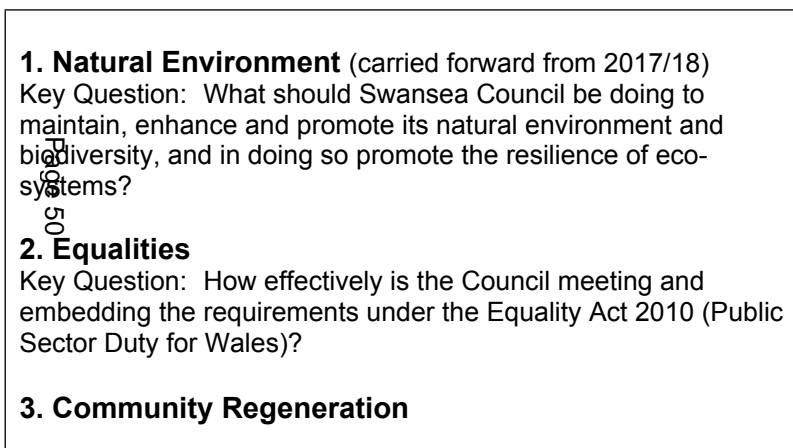 1. Natural Environment (carried forward from 2017/18)
Key Question: What should Swansea Council be doing to
maintain, enhance and promote its natural environment and
biodiversity, and in doing so promote the resilience of eco-
systems?
Page 50
2. Equalities
Key Question: How effectively is the Council meeting and
embedding the requirements under the Equality Act 2010 (Public
Sector Duty for Wales)?
3. Community Regeneration